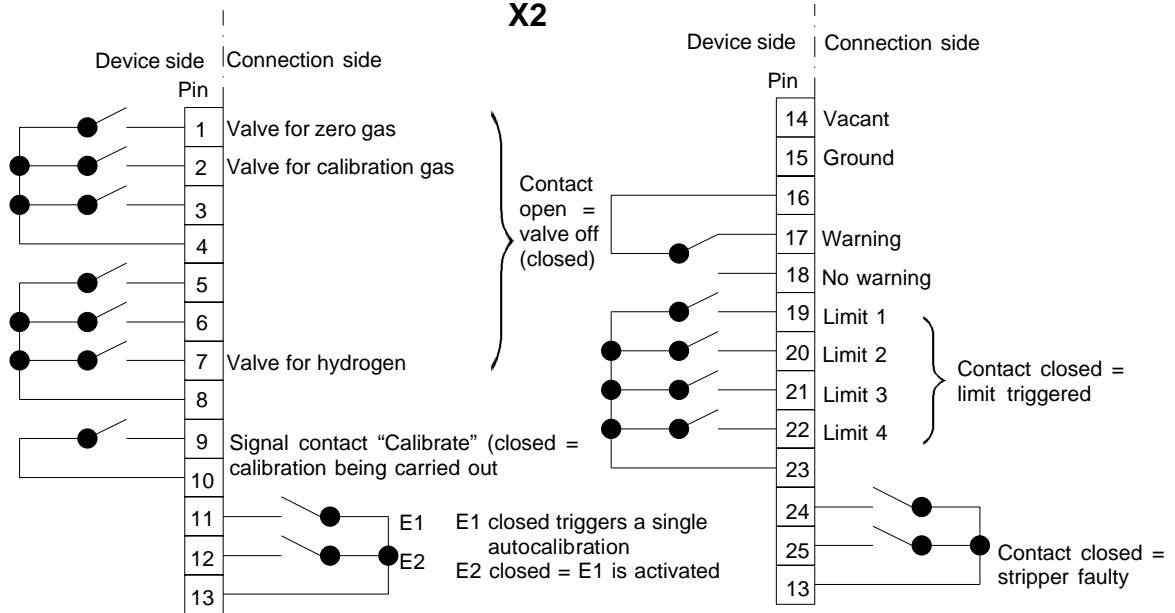 X2
Device side Connection side
Pin
1 Valve for zero gas
2 Valve for calibration gas
3
4
5
6
7 Valve for hydrogen
8
9 Signal contact “Calibrate” (closed =
calibration being carried out
10
11 E1 E1 closed triggers a single
autocalibration
12 E2 E2 closed = E1 is activated
13
Contact
open =
valve off
(closed)
Device side Connection side
Pin
14 Vacant
15 Ground
16
17 Warning
18 No warning
19 Limit 1
20 Limit 2
21 Limit 3
22 Limit 4
23
24
25
13
Contact closed =
limit triggered
Contact closed =
stripper faulty